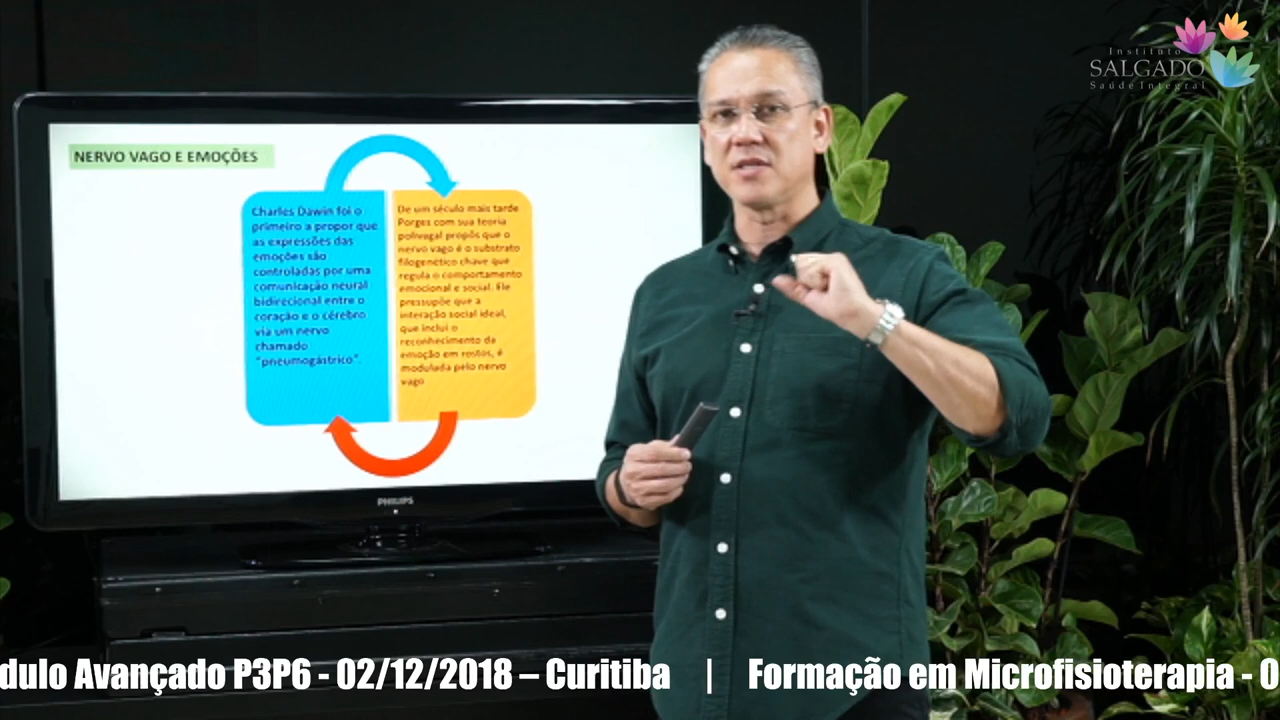 Instituto
SALGADO
Saúde Integral
NERVO VAGO E EMOÇÕES
Charles Dawin foi o
primeiro a propor que
as expressões das
emoções são
controladas por uma
comunicação neural
bidirecional entre o
coração e o cérebro
via um nervo
chamado
"pneumogástrico".
De um século mais tarde
Porges com sua teoria
polivagal propôs que o
nervo vago é o substrato
filogenético chave que
regula o comportamento
emocional e social. Ele
pressupõe que a
interação social ideal,
que inclui o
reconhecimento da
emoção em rostos, é
modulada pelo nervo
vago
PHILIPS
dulo Avançado P3P6 - 02/12/2018 – Curitiba | Formação em Microfisioterapia - 0